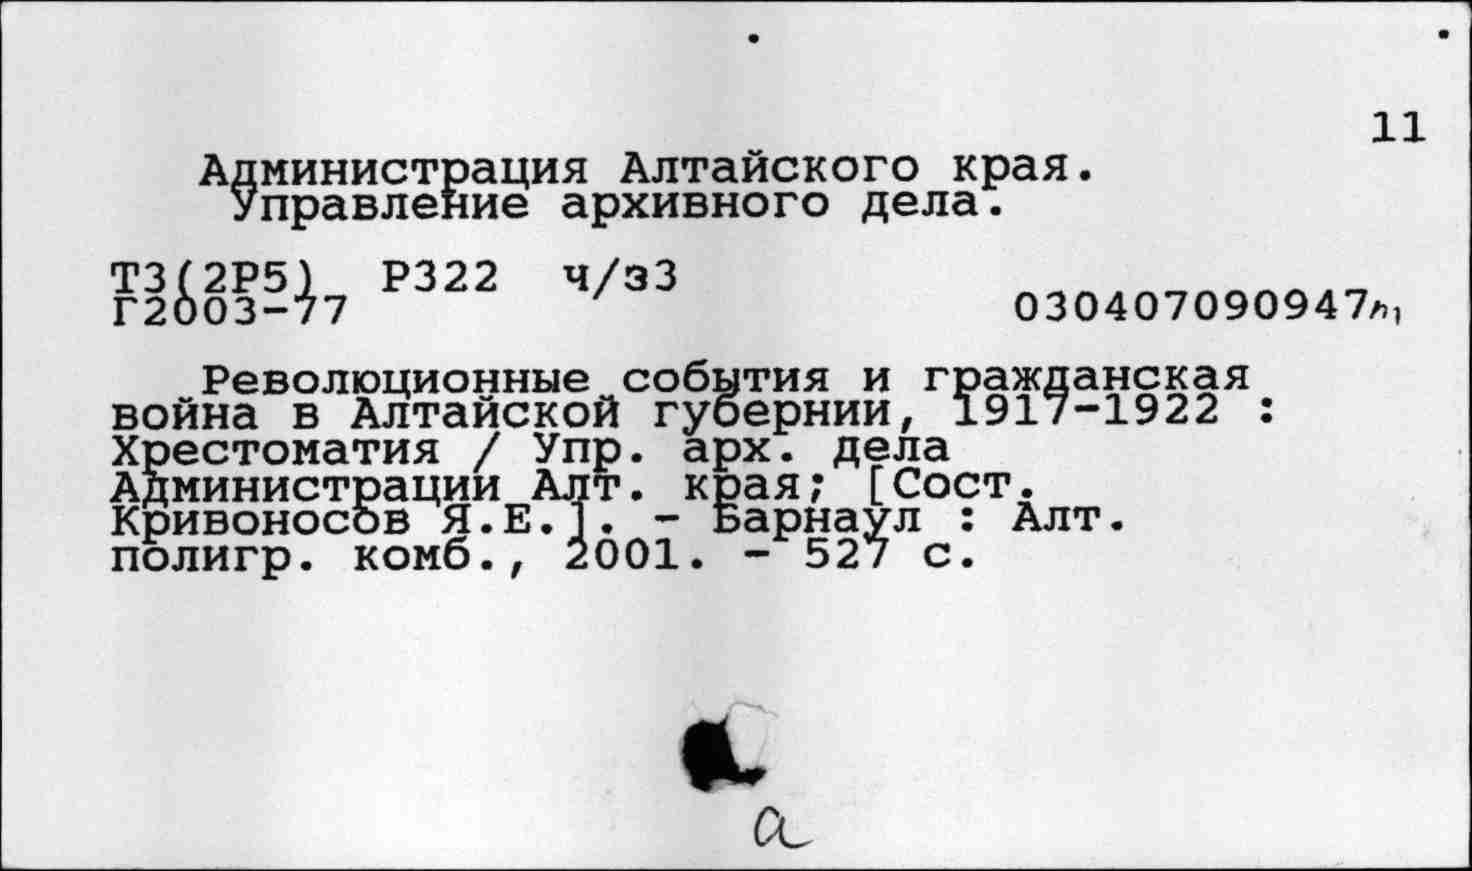 11
Администрация Алтайского края.
Управление архивного дела.
Т3(2Р5) Р322 ч/з3
Г2003-77 030407090947
Революционные события и гражданская
война в Алтайской губернии, 1917-1922 :
Хрестоматия / Упр. арх. дела
Администрации Алт. края; [Сост.
Кривоносов Я.Е.]. - Барнаул : Алт.
полигр. комб., 2001. - 527 с.
а